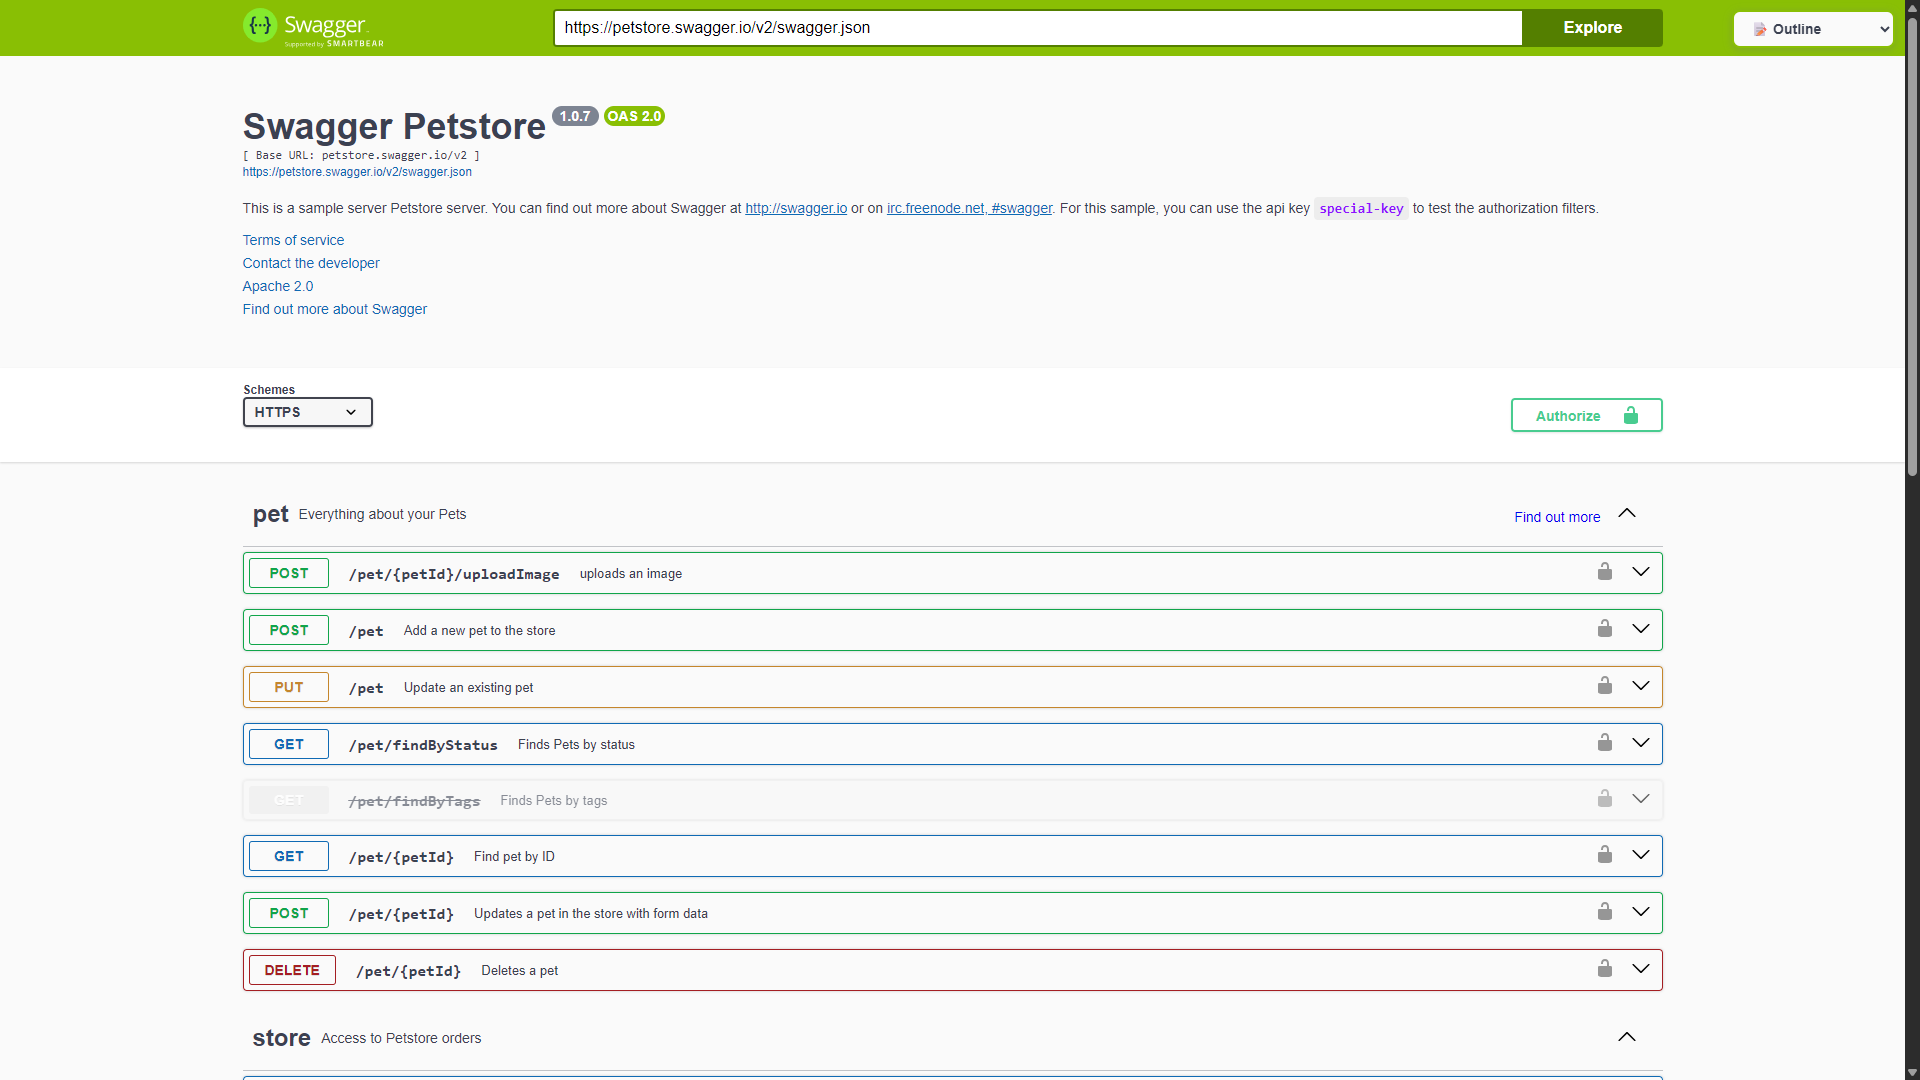 Swagger.
Supported by SMARTBEAR
https://petstore.swagger.io/v2/swagger.json
Explore
Outline
Swagger Petstore 1.0.7 OAS 2.0
[ Base URL: petstore.swagger.io/v2 ]
https://petstore.swagger.io/v2/swagger.json
This is a sample server Petstore server. You can find out more about Swagger at http://swagger.io or on irc.freenode.net, #swagger. For this sample, you can use the api key special-key to test the authorization filters.
Terms of service
Contact the developer
Apache 2.0
Find out more about Swagger
Schemes
HTTPS
Authorize
pet Everything about your Pets Find out more
POST /pet/{petId}/uploadImage uploads an image
POST /pet Add a new pet to the store
PUT /pet Update an existing pet
GET /pet/findByStatus Finds Pets by status
GET /pet/findByTags Finds Pets by tags
GET /pet/{petId} Find pet by ID
POST /pet/{petId} Updates a pet in the store with form data
DELETE /pet/{petId} Deletes a pet
store Access to Petstore orders